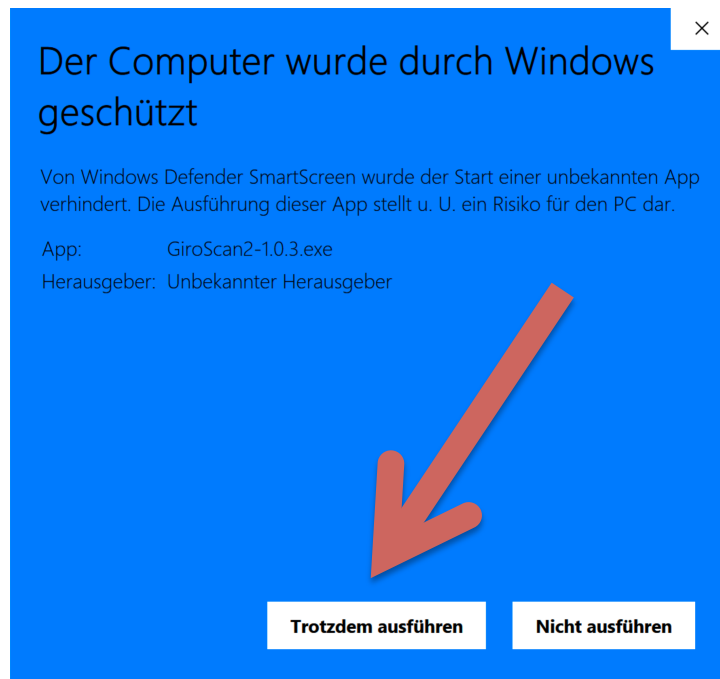 Der Computer wurde durch Windows
geschützt
Von Windows Defender SmartScreen wurde der Start einer unbekannten App
verhindert. Die Ausführung dieser App stellt u. U. ein Risiko für den PC dar.
App: GiroScan2-1.0.3.exe
Herausgeber: Unbekannter Herausgeber
Trotzdem ausführen Nicht ausführen